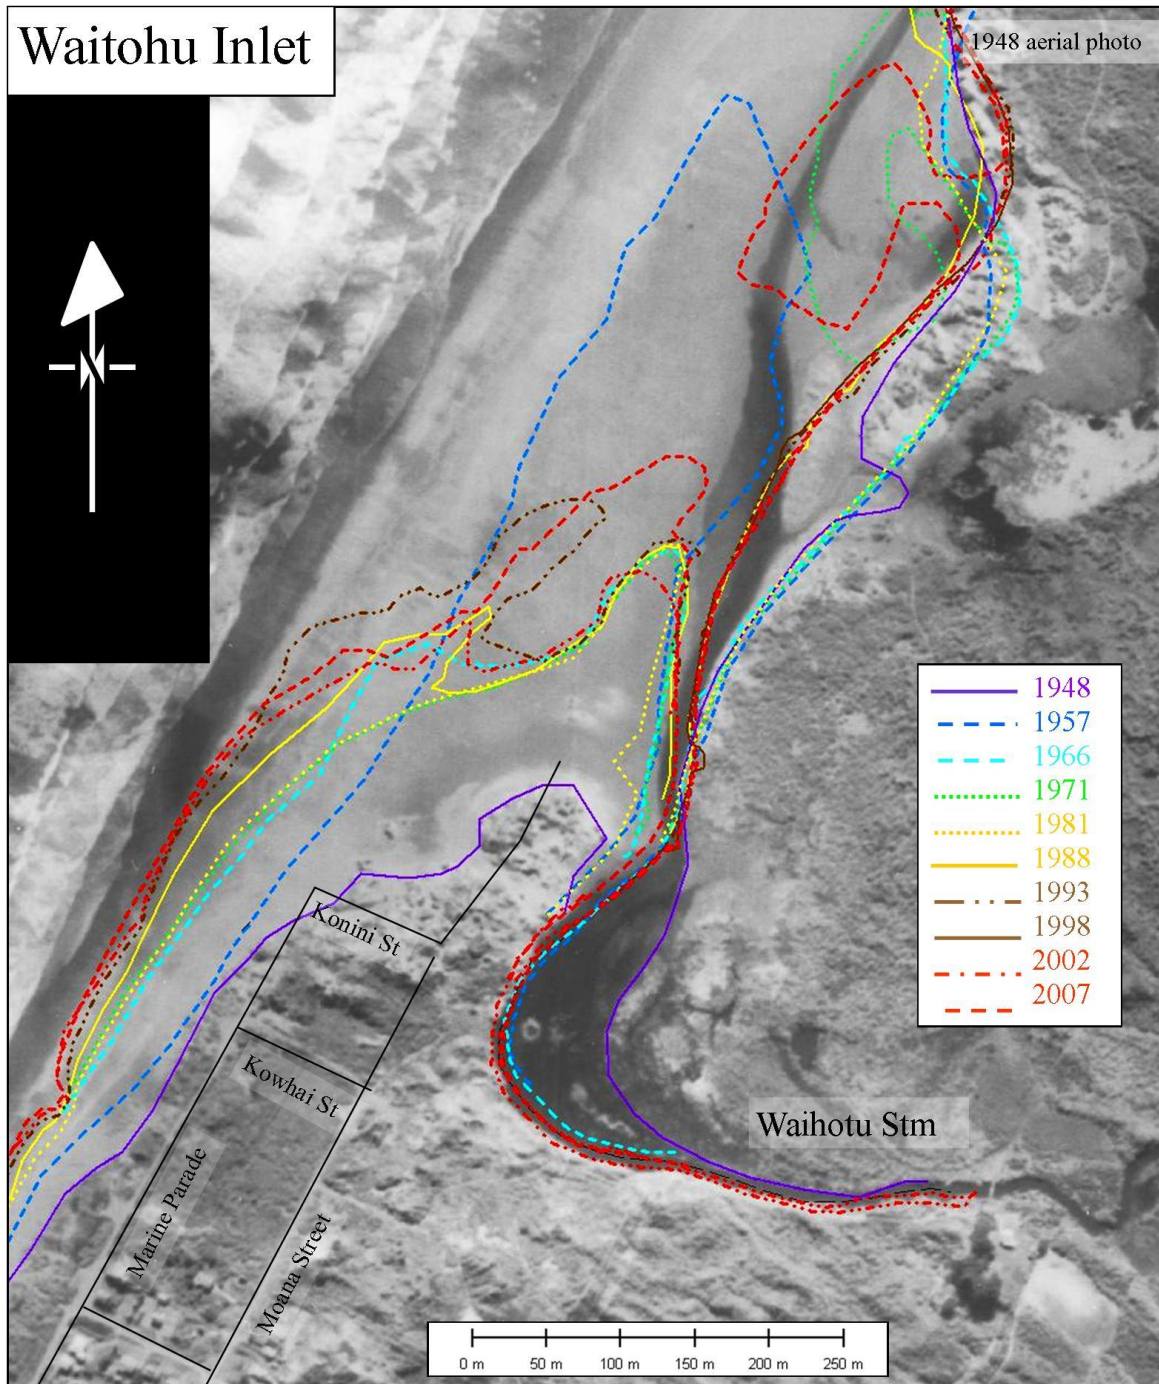 Waitohu Inlet
1948 aerial photo
N
1948
1957
1966
1971
1981
1988
1993
1998
2002
2007
Konini St
Kowhai St
Waihotu Stm
Marine Parade
Moana Street
0 m 50 m 100 m 150 m 200 m 250 m